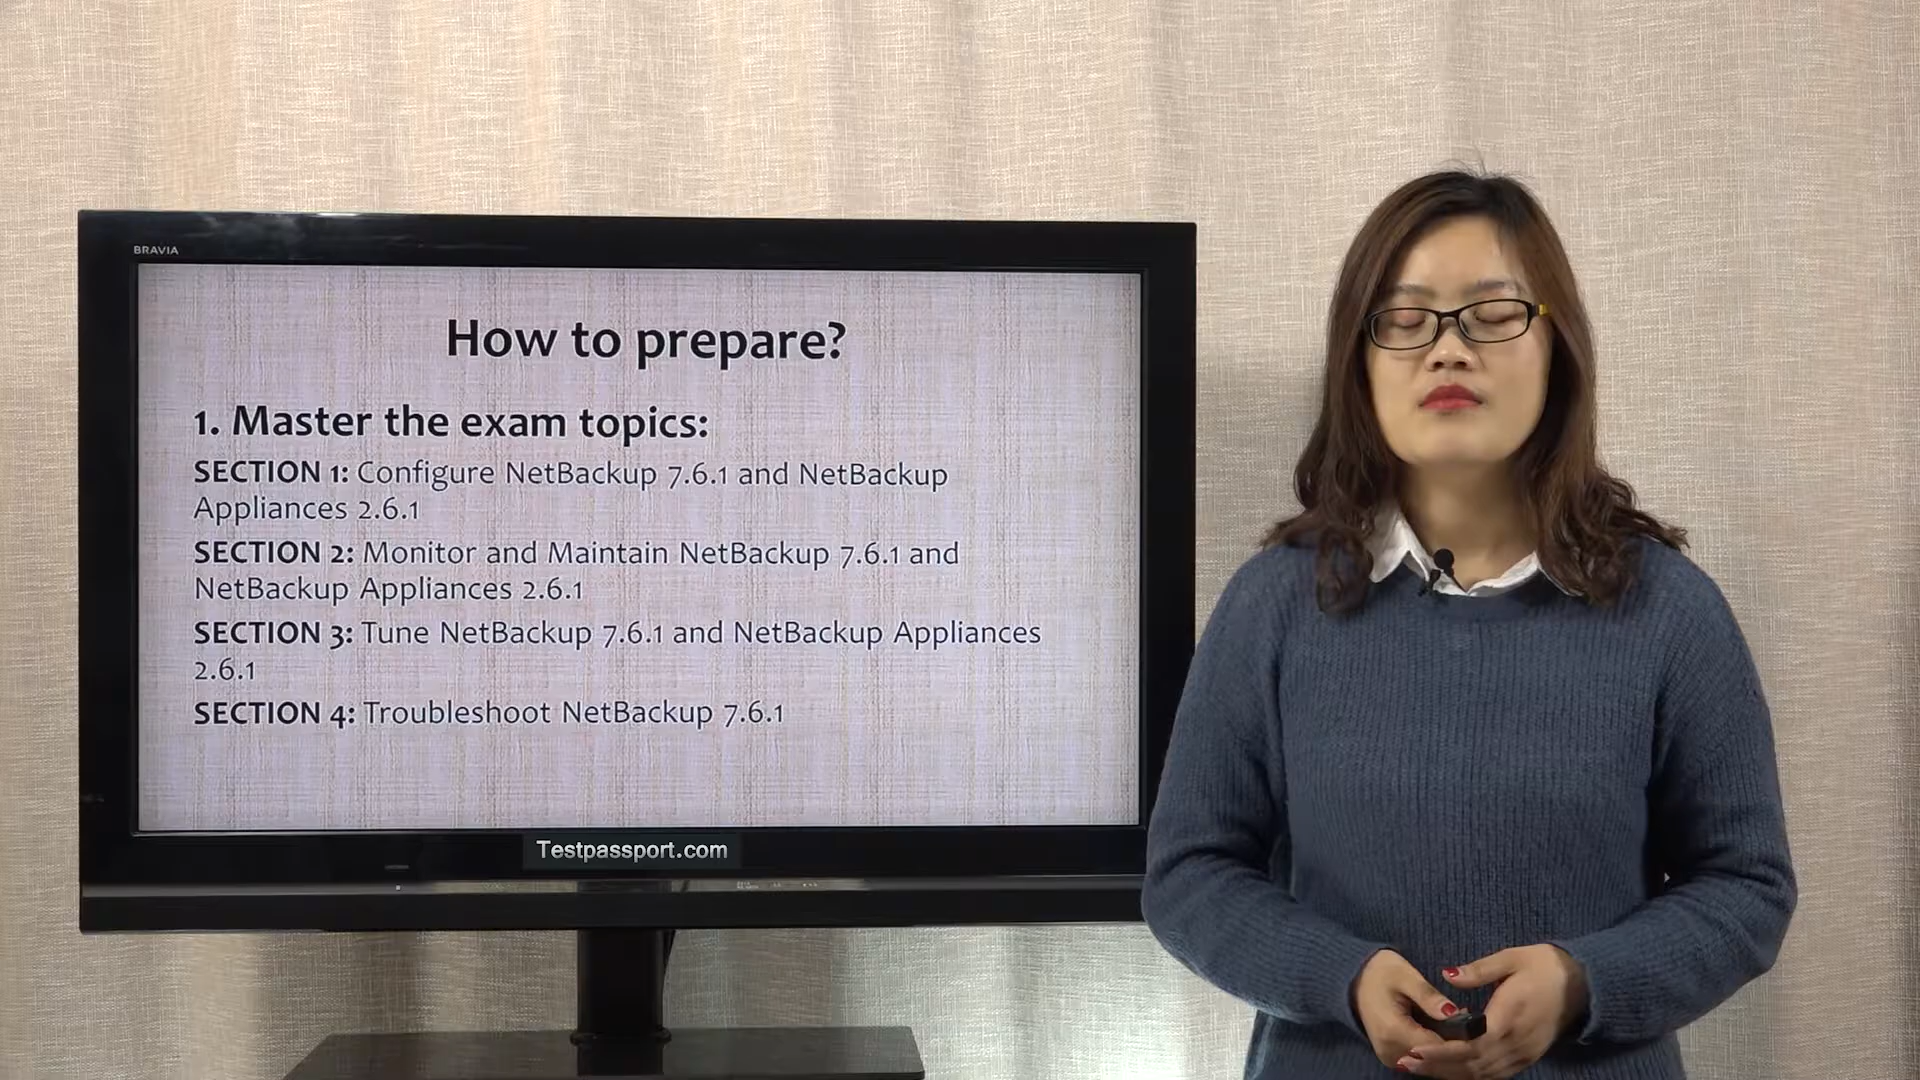 BRAVIA
How to prepare?
1. Master the exam topics:
SECTION 1: Configure NetBackup 7.6.1 and NetBackup
Appliances 2.6.1
SECTION 2: Monitor and Maintain NetBackup 7.6.1 and
NetBackup Appliances 2.6.1
SECTION 3: Tune NetBackup 7.6.1 and NetBackup Appliances
2.6.1
SECTION 4: Troubleshoot NetBackup 7.6.1
Testpassport.com